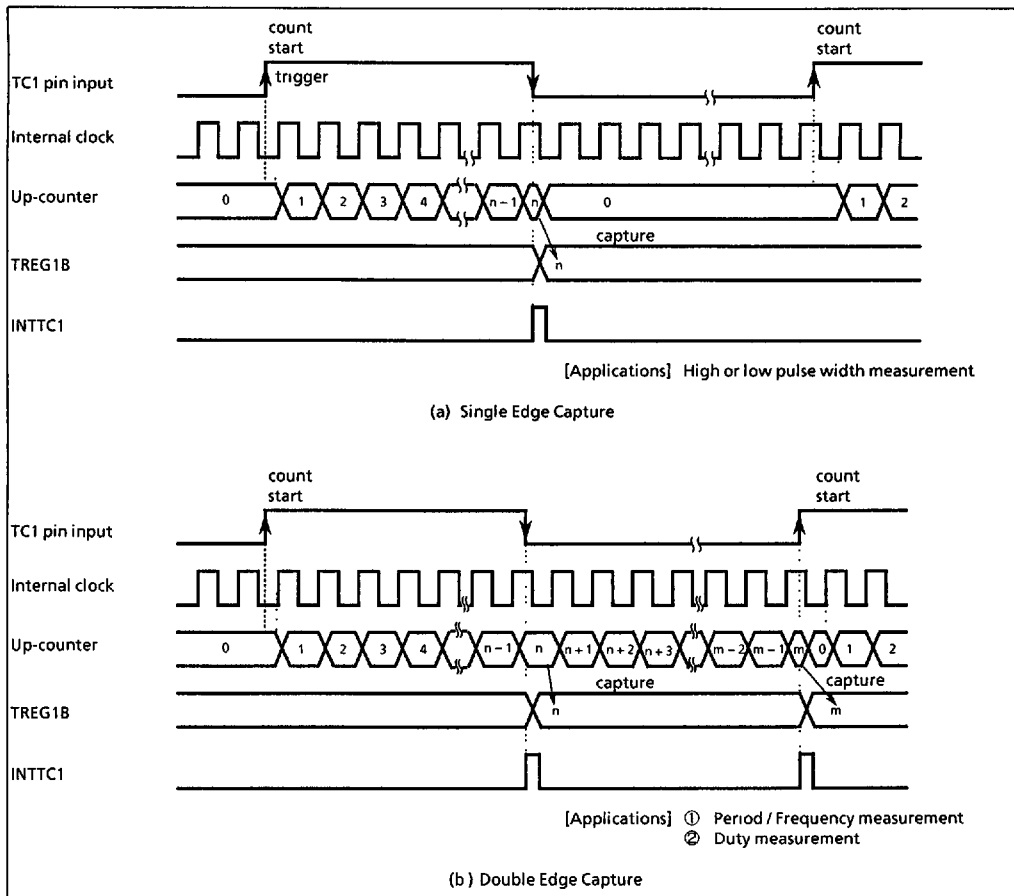 count
start
TC1 pin input
trigger
Internal clock
Up-counter
0 1 2 3 4 n-1 n 0 1 2
capture
TREG1B
n
INTTC1
[Applications] High or low pulse width measurement
(a) Single Edge Capture
count
start
count
start
count
start
TC1 pin input
Internal clock
Up-counter
0 1 2 3 4 n-1 n n+1 n+2 n+3 m-2 m-1 m 0 1 2
capture
capture
TREG1B
n
m
INTTC1
[Applications] ① Period / Frequency measurement
② Duty measurement
(b) Double Edge Capture